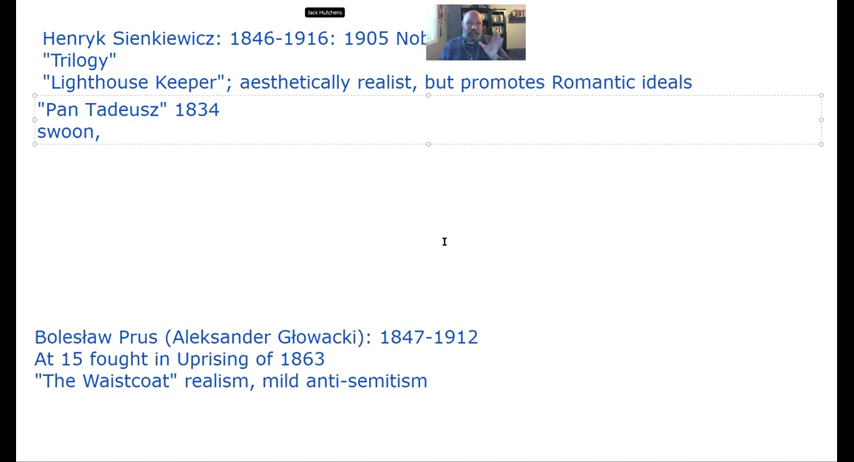 Jack Hutchens
Henryk Sienkiewicz: 1846-1916: 1905 Nob
"Trilogy"
"Lighthouse Keeper"; aesthetically realist, but promotes Romantic ideals
"Pan Tadeusz" 1834
swoon,
Bolesław Prus (Aleksander Głowacki): 1847-1912
At 15 fought in Uprising of 1863
"The Waistcoat" realism, mild anti-semitism